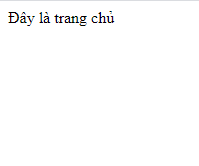 Đây là trang chủ